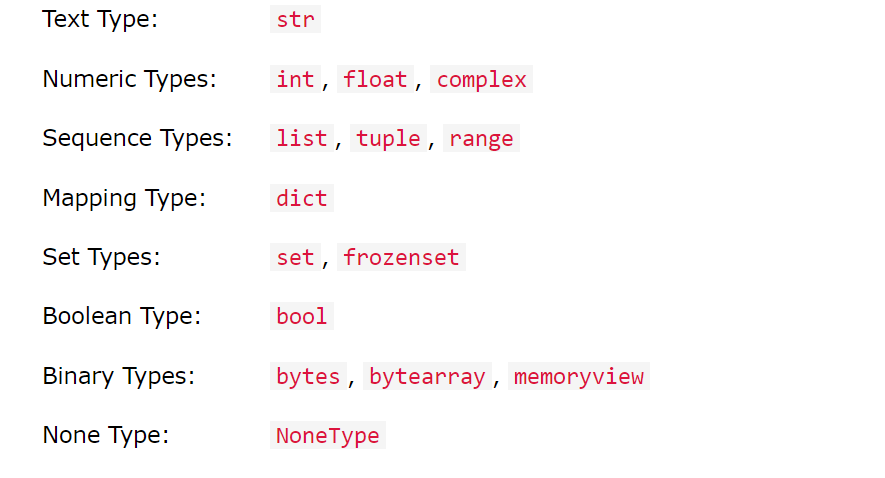 Text Type: str
Numeric Types: int, float, complex
Sequence Types: list, tuple, range
Mapping Type: dict
Set Types: set, frozenset
Boolean Type: bool
Binary Types: bytes, bytearray, memoryview
None Type: NoneType